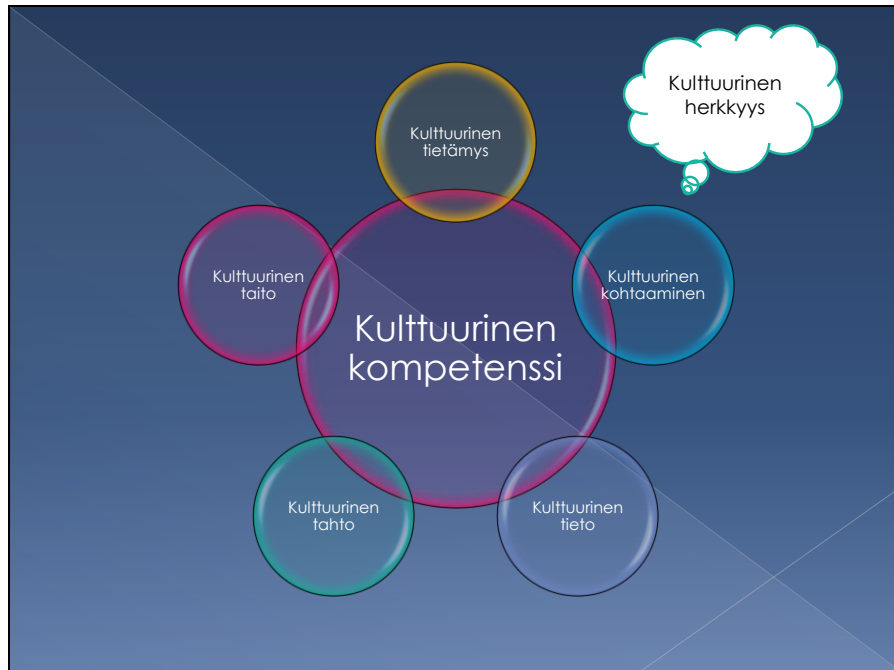 Kulttuurinen
herkkyys
Kulttuurinen
tietämys
Kulttuurinen
taito
Kulttuurinen
kohtaaminen
Kulttuurinen
kompetenssi
Kulttuurinen
tahto
Kulttuurinen
tieto